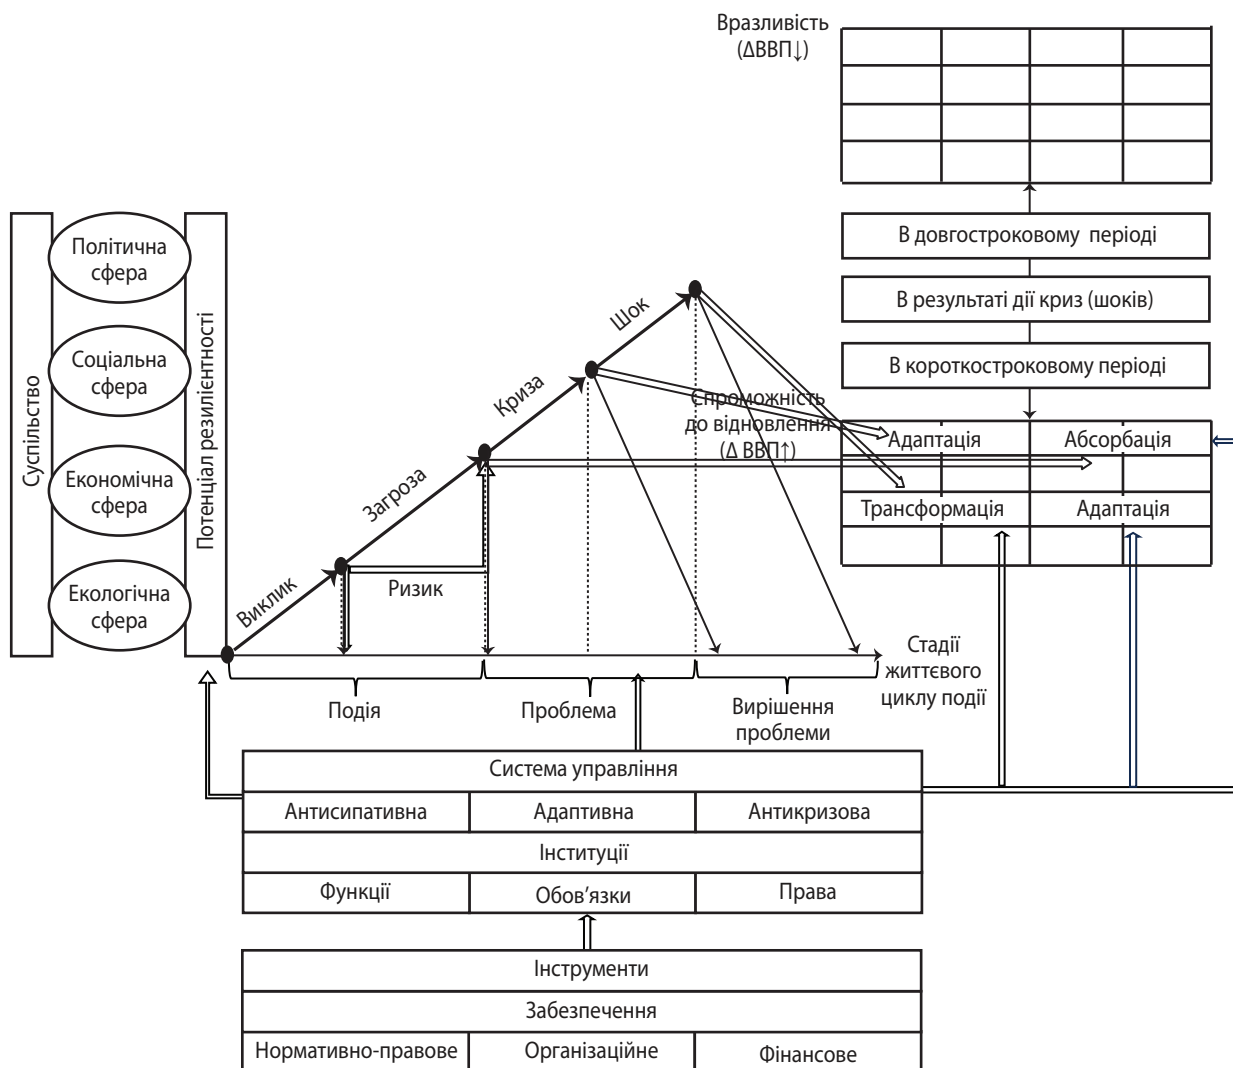 Вразливість
(ΔВВП↓)
В довгостроковому періоді
В результаті дії криз (шоків)
В короткостроковому періоді
Суспільство
Політична
сфера
Соціальна
сфера
Економічна
сфера
Екологічна
сфера
Потенціал резилієнтності
Виклик
Загроза
Криза
Шок
Ризик
Спроможність
до відновлення
(Δ ВВП↑)
Адаптація
Абсорбація
Трансформація
Адаптація
Стадії
життєвого
циклу події
Подія
Проблема
Вирішення
проблеми
Система управління
Антисипативна
Адаптивна
Антикризова
Інституції
Функції
Обов’язки
Права
Інструменти
Забезпечення
Нормативно-правове
Організаційне
Фінансове